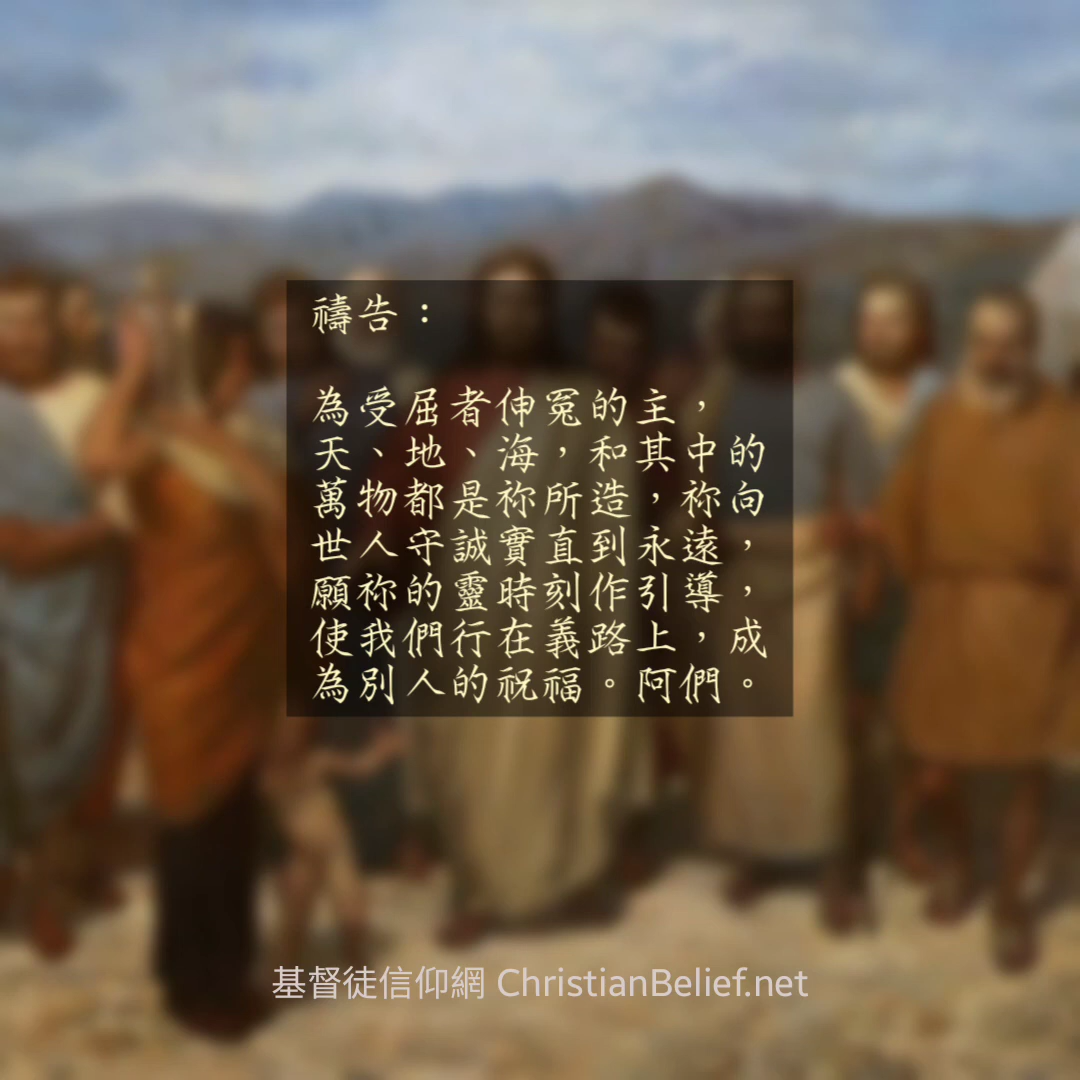 禱告：
為受屈者伸冤的主，
天、地、海，和其中的
萬物都是祢所造，祢向
世人守誠實直到永遠，
願祢的靈時刻作引導，
使我們行在義路上，成
為別人的祝福。阿們。
基督徒信仰網 ChristianBelief.net